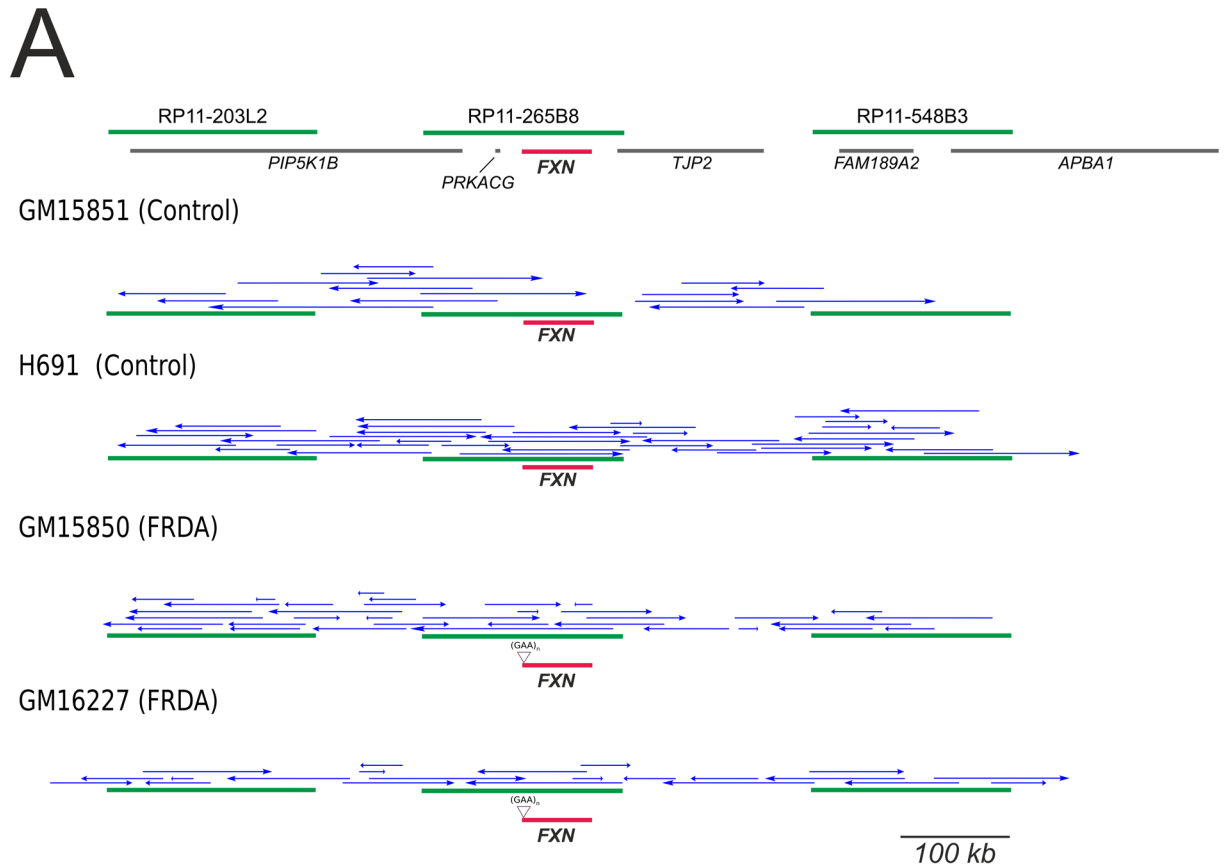 A
RP11-203L2 RP11-265B8 RP11-548B3
PIP5K1B PRKACG FXN TJP2 FAM189A2 APBA1
GM15851 (Control)
FXN
H691 (Control)
FXN
GM15850 (FRDA)
(GAA)n
FXN
GM16227 (FRDA)
(GAA)n
FXN
100 kb